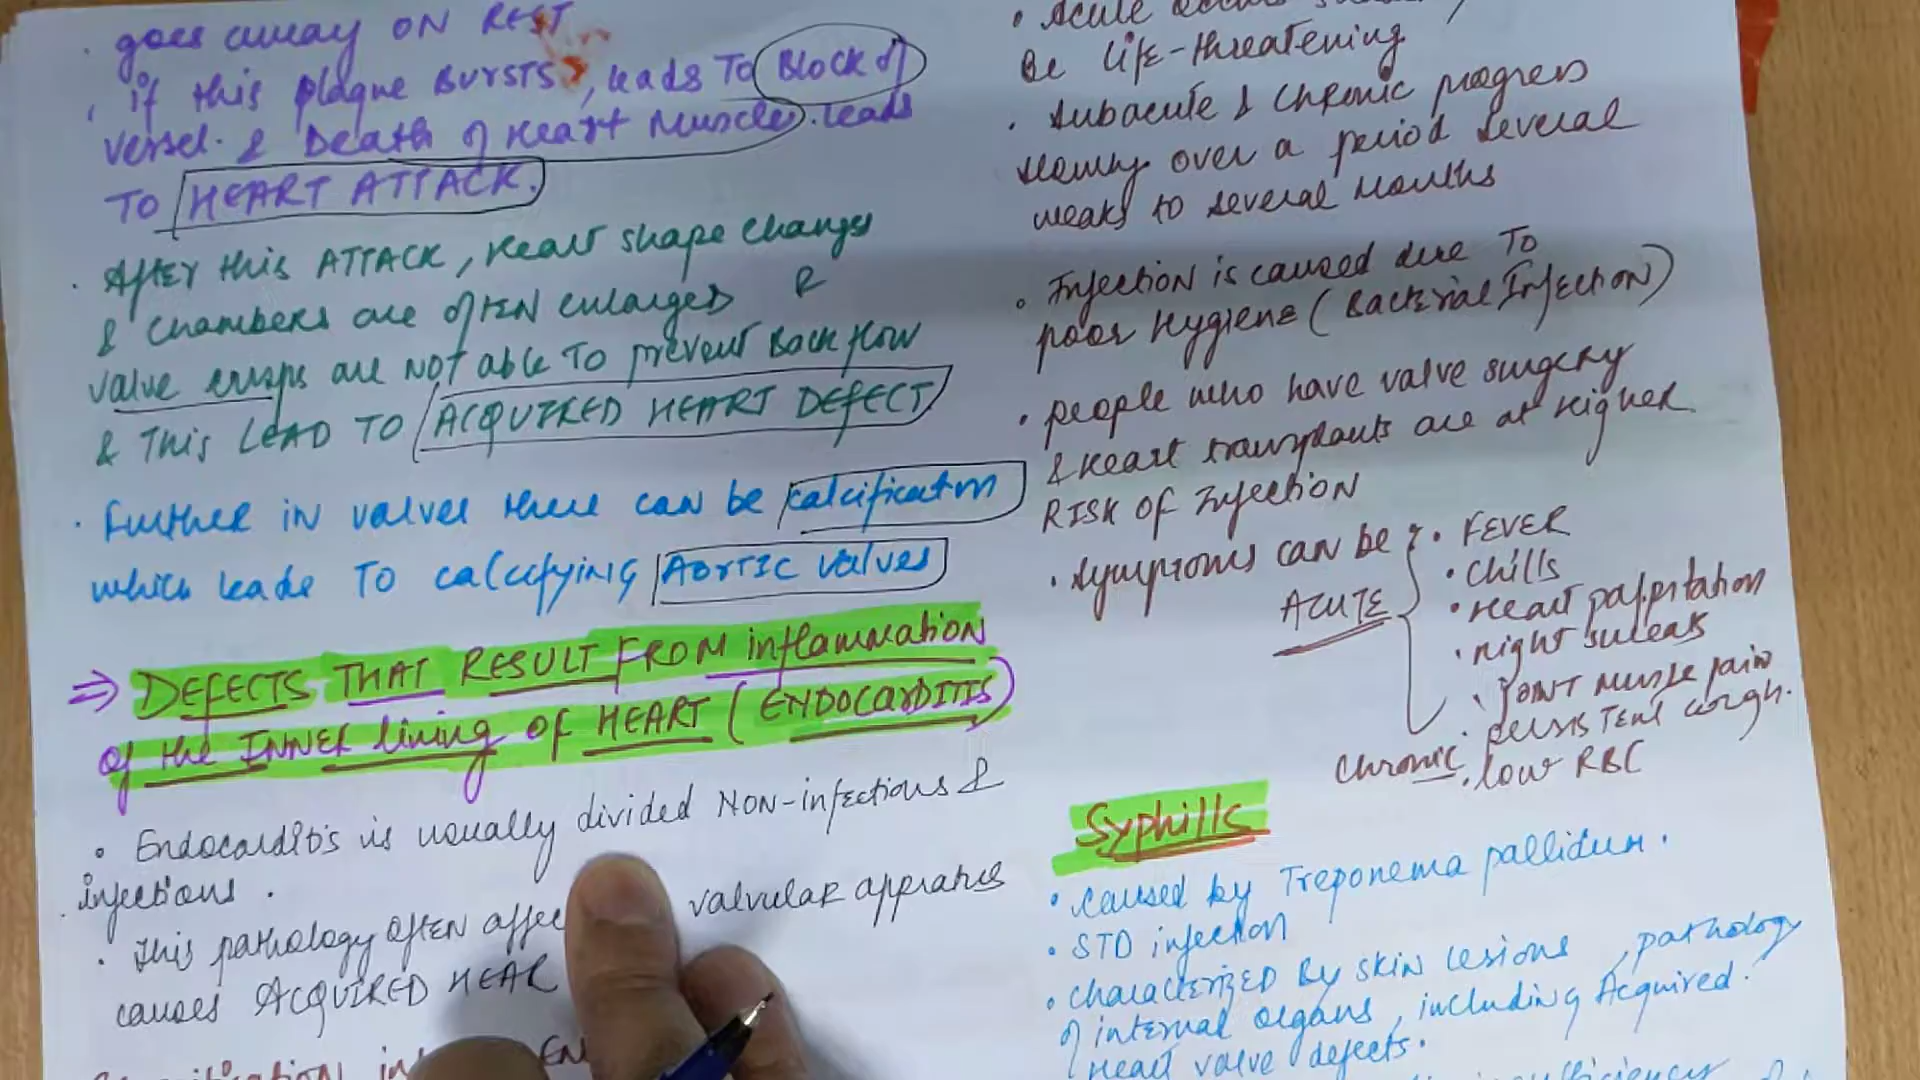 • goes away ON REST
• if this plaque BURSTS, leads TO BLOCK of
vessel. & Death of Heart Muscles. leads
TO HEART ATTACK.
• AFTER this ATTACK, Heart shape changes
& chambers are OFTEN enlarged &
valve cusps are NOT able TO prevent Back flow
& This LEAD TO ACQUIRED HEART DEFECT
• Further in valves there can be calcification
which leads TO calcifying AORTIC valves
⇒ DEFECTS THAT RESULT FROM inflammation
of the INNER lining of HEART (ENDOCARDITIS)
• Endocarditis is usually divided NON-infectious &
infectious.
• This pathology OFTEN affec valvular appratus
causes ACQUIRED HEAR
• Acute
Be life-threatening
• Subacute & chronic progress
slowly over a period several
weaks to several months
• Infection is caused due TO
poor Hygiene (Bacterial Infection)
• people who have valve surgery
& Heart transplants are at Higher
RISK OF Infection
• Symptoms can be
ACUTE
• FEVER
• chills
• Heart palpitation
• night sweats
• joint muscle pain
• persistent cough.
chronic • low RBC
Syphills
• caused by Treponema pallidum.
• STD infection
• characterized By skin lesions, pathology
of internal organs, including Acquired
Heart valve defects.